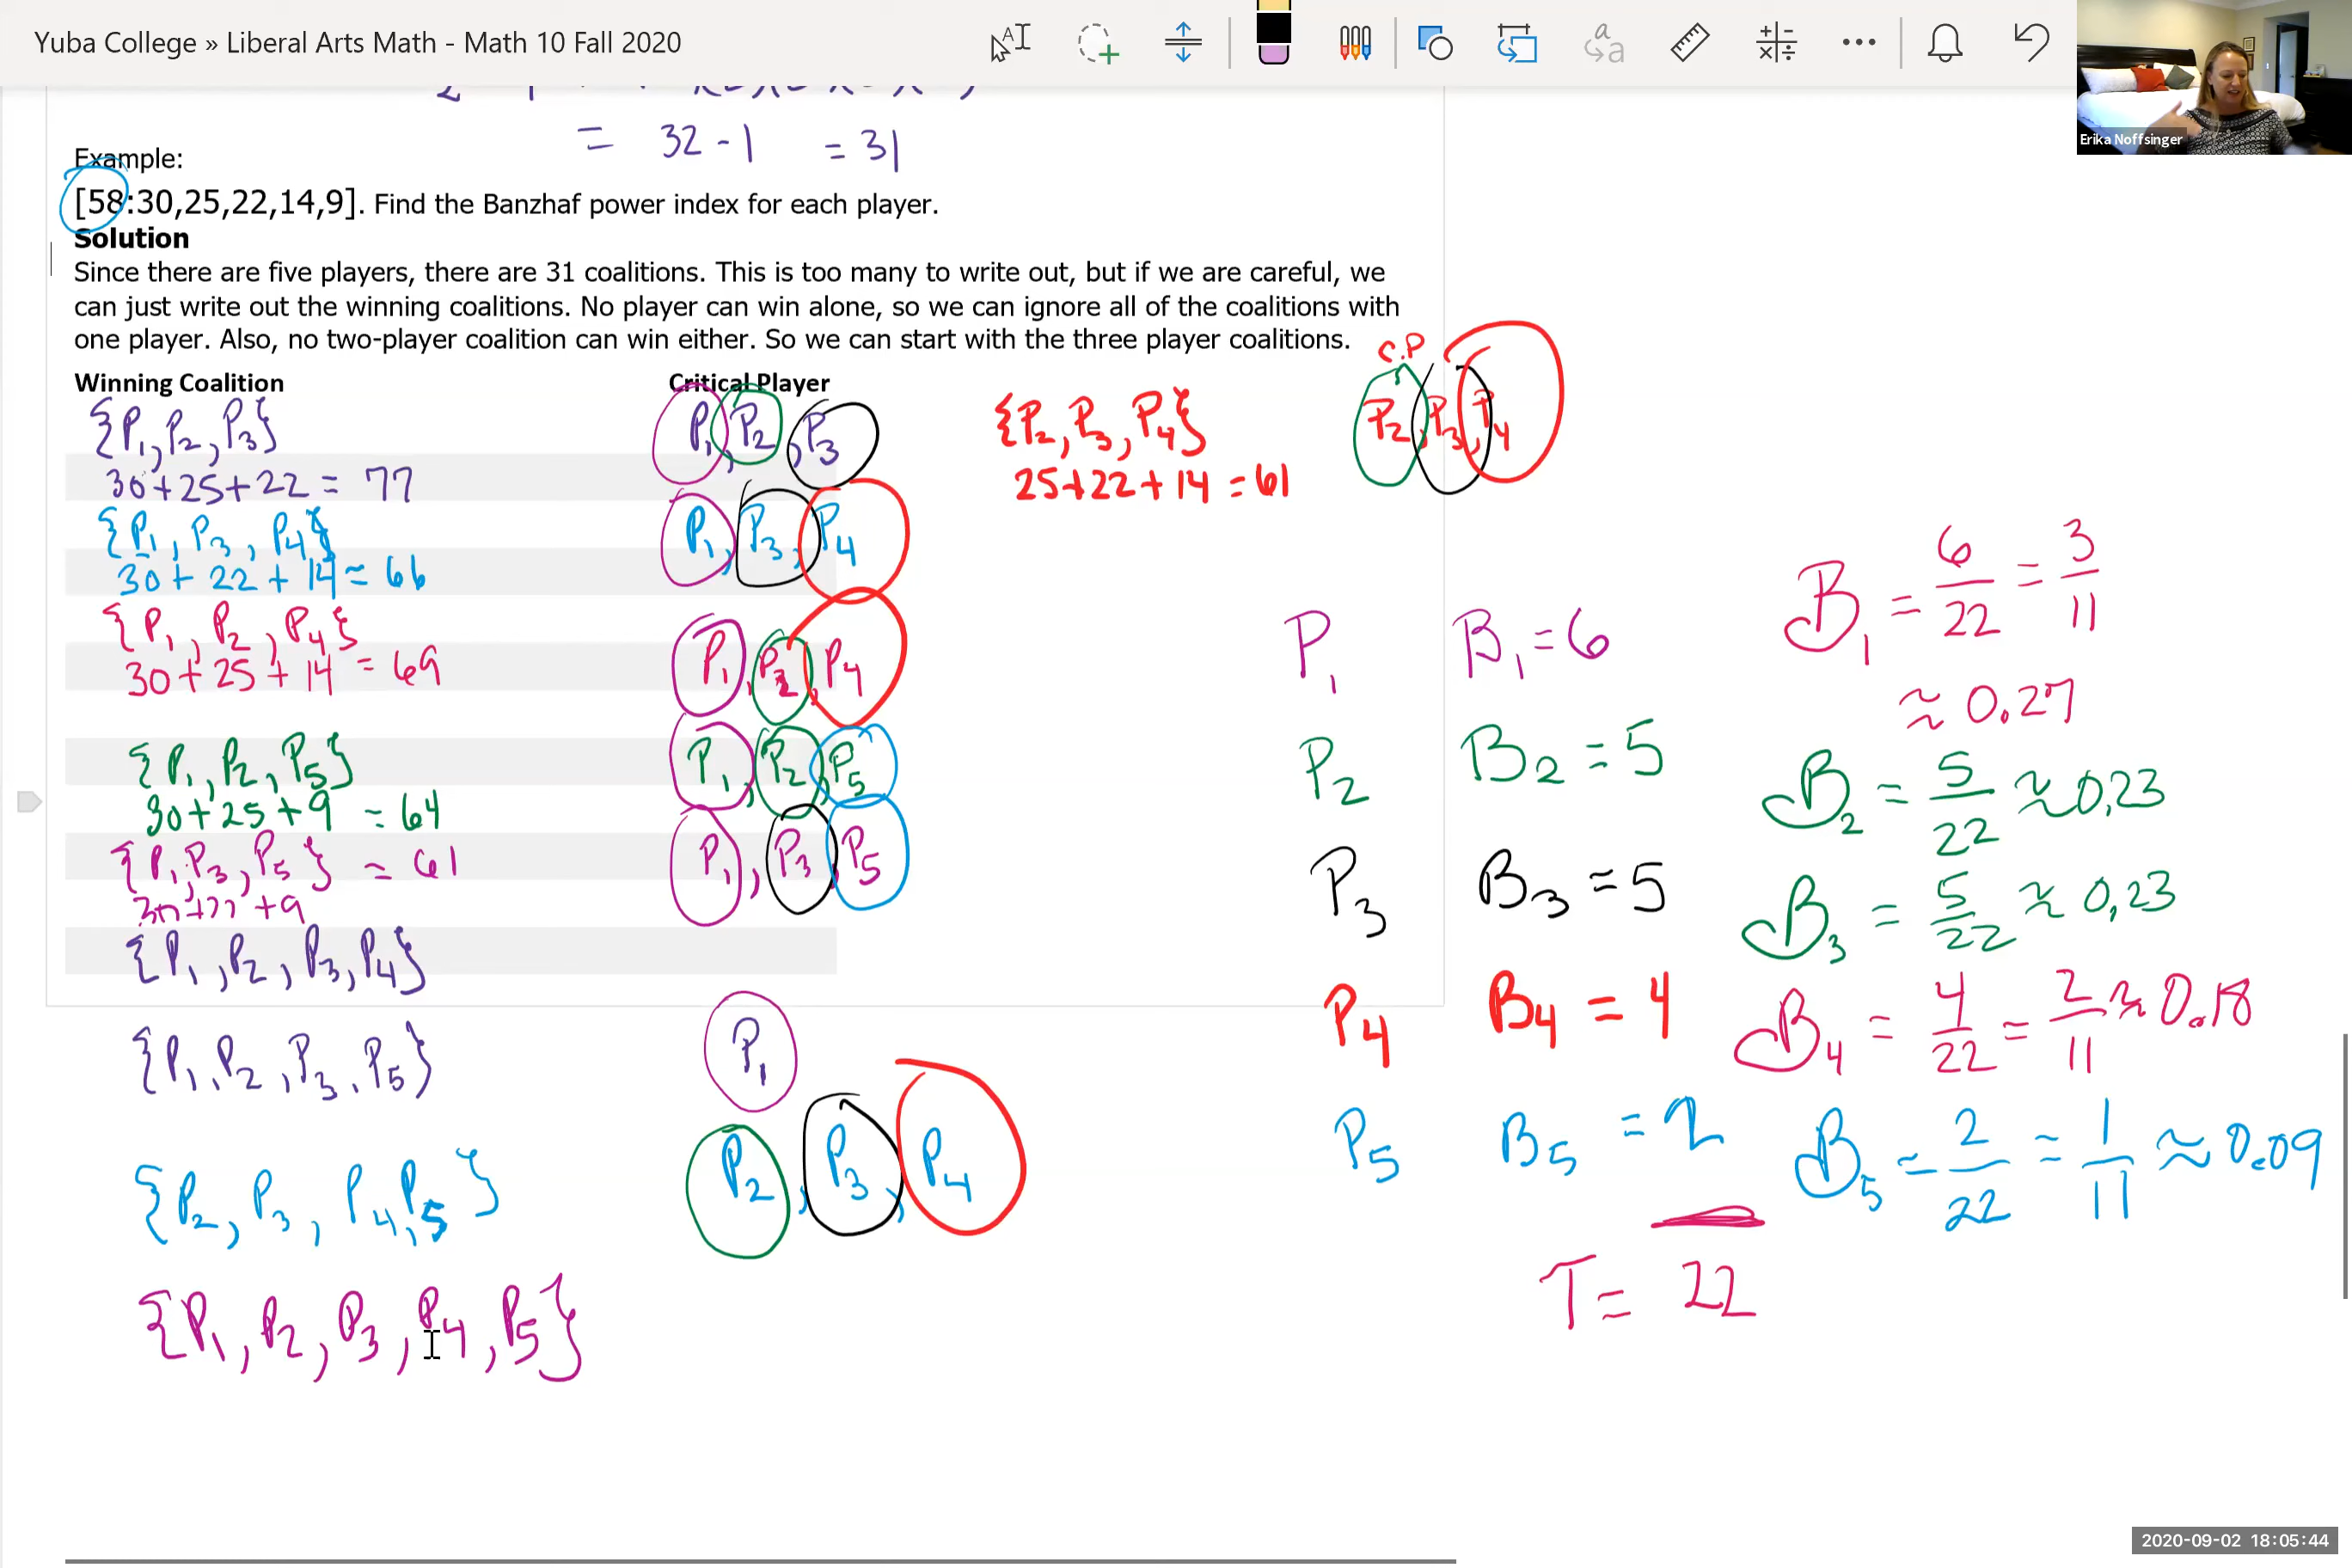 Yuba College » Liberal Arts Math - Math 10 Fall 2020
Erika Noffsinger
= 32 - 1 = 31
Example:
[58:30,25,22,14,9]. Find the Banzhaf power index for each player.
Solution
Since there are five players, there are 31 coalitions. This is too many to write out, but if we are careful, we
can just write out the winning coalitions. No player can win alone, so we can ignore all of the coalitions with
one player. Also, no two-player coalition can win either. So we can start with the three player coalitions.
Winning Coalition Critical Player
{P1, P2, P3} P1, P2, P3
30+25+22 = 77
{P1, P3, P4} P1, P3, P4
30+ 22 + 14 = 66
{P1, P2, P4} P1, P2, P4
30+25+ 14 = 69
{P1, P2, P5} P1, P2, P5
30+25+9 = 64
{P1, P3, P5} = 61 P1, P3, P5
30+22+9
{P1, P2, P3, P4}
{P1, P2, P3, P5} P1
{P2, P3, P4, P5} P2, P3, P4
{P1, P2, P3, P4, P5}
C.P
{P2, P3, P4} P2, P3, P4
25+22+14 = 61
P1 B1 = 6 B1 = 6/22 = 3/11
≈ 0.27
P2 B2 = 5 B2 = 5/22 ≈ 0.23
P3 B3 = 5 B3 = 5/22 ≈ 0.23
P4 B4 = 4 B4 = 4/22 = 2/11 ≈ 0.18
P5 B5 = 2 B5 = 2/22 = 1/11 ≈ 0.09
T = 22
2020-09-02 18:05:44